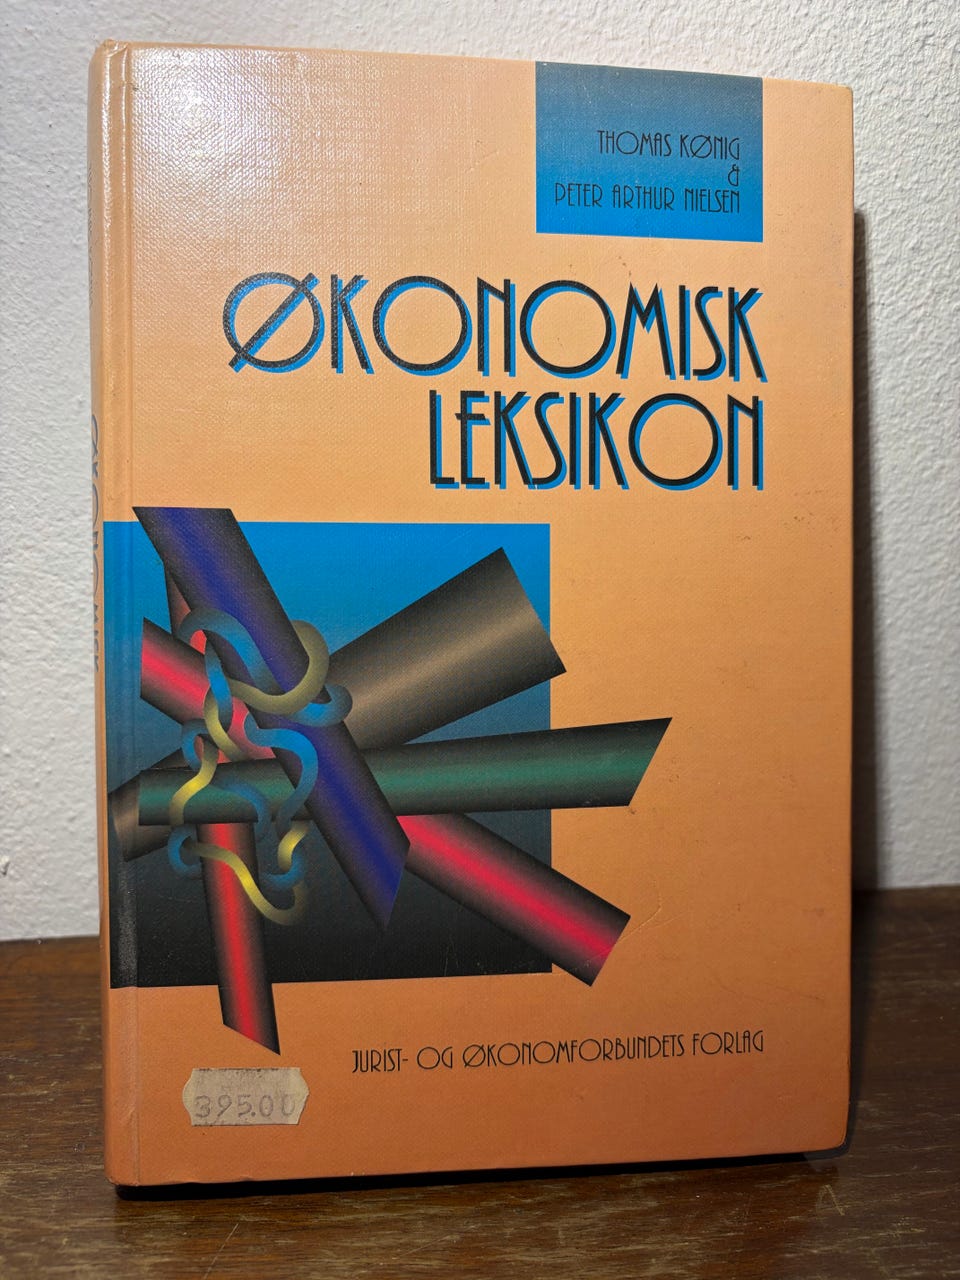 THOMAS KØNIG
&
PETER ARTHUR NIELSEN
ØKONOMISK
LEKSIKON
JURIST- OG ØKONOMFORBUNDETS FORLAG
395.00